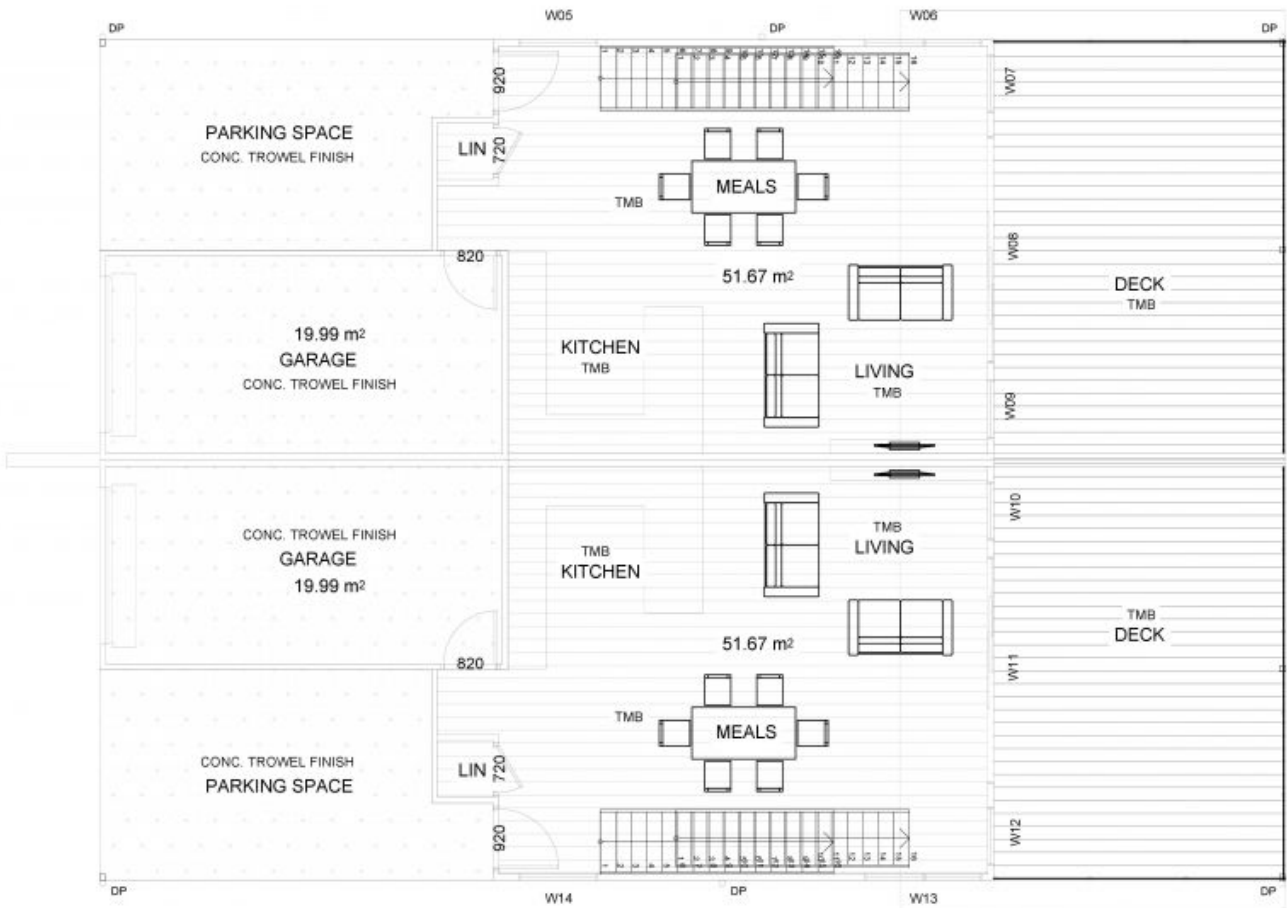 W05
W06
DP
DP
DP
920
W07
PARKING SPACE
CONC. TROWEL FINISH
LIN
720
MEALS
TMB
820
W08
51.67 m²
DECK
TMB
19.99 m²
GARAGE
CONC. TROWEL FINISH
KITCHEN
TMB
LIVING
TMB
W09
W10
CONC. TROWEL FINISH
GARAGE
19.99 m²
TMB
KITCHEN
TMB
LIVING
TMB
DECK
51.67 m²
820
W11
TMB
MEALS
CONC. TROWEL FINISH
PARKING SPACE
LIN
720
920
W12
DP
DP
DP
W14
W13